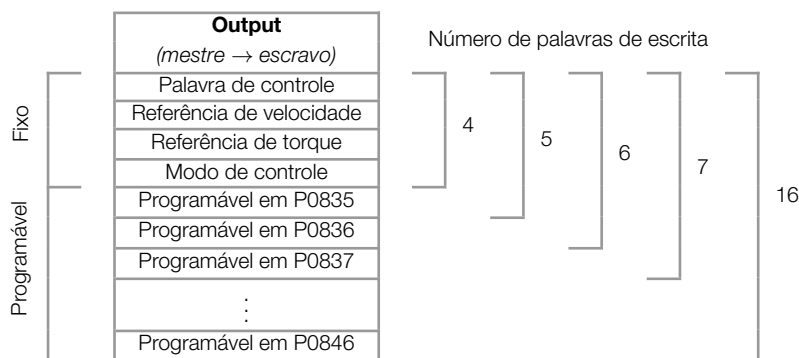 Output
(mestre → escravo)
Número de palavras de escrita
Fixo
Palavra de controle
Referência de velocidade
Referência de torque
Modo de controle
4
5
6
7
16
Programável
Programável em P0835
Programável em P0836
Programável em P0837
⋮
Programável em P0846